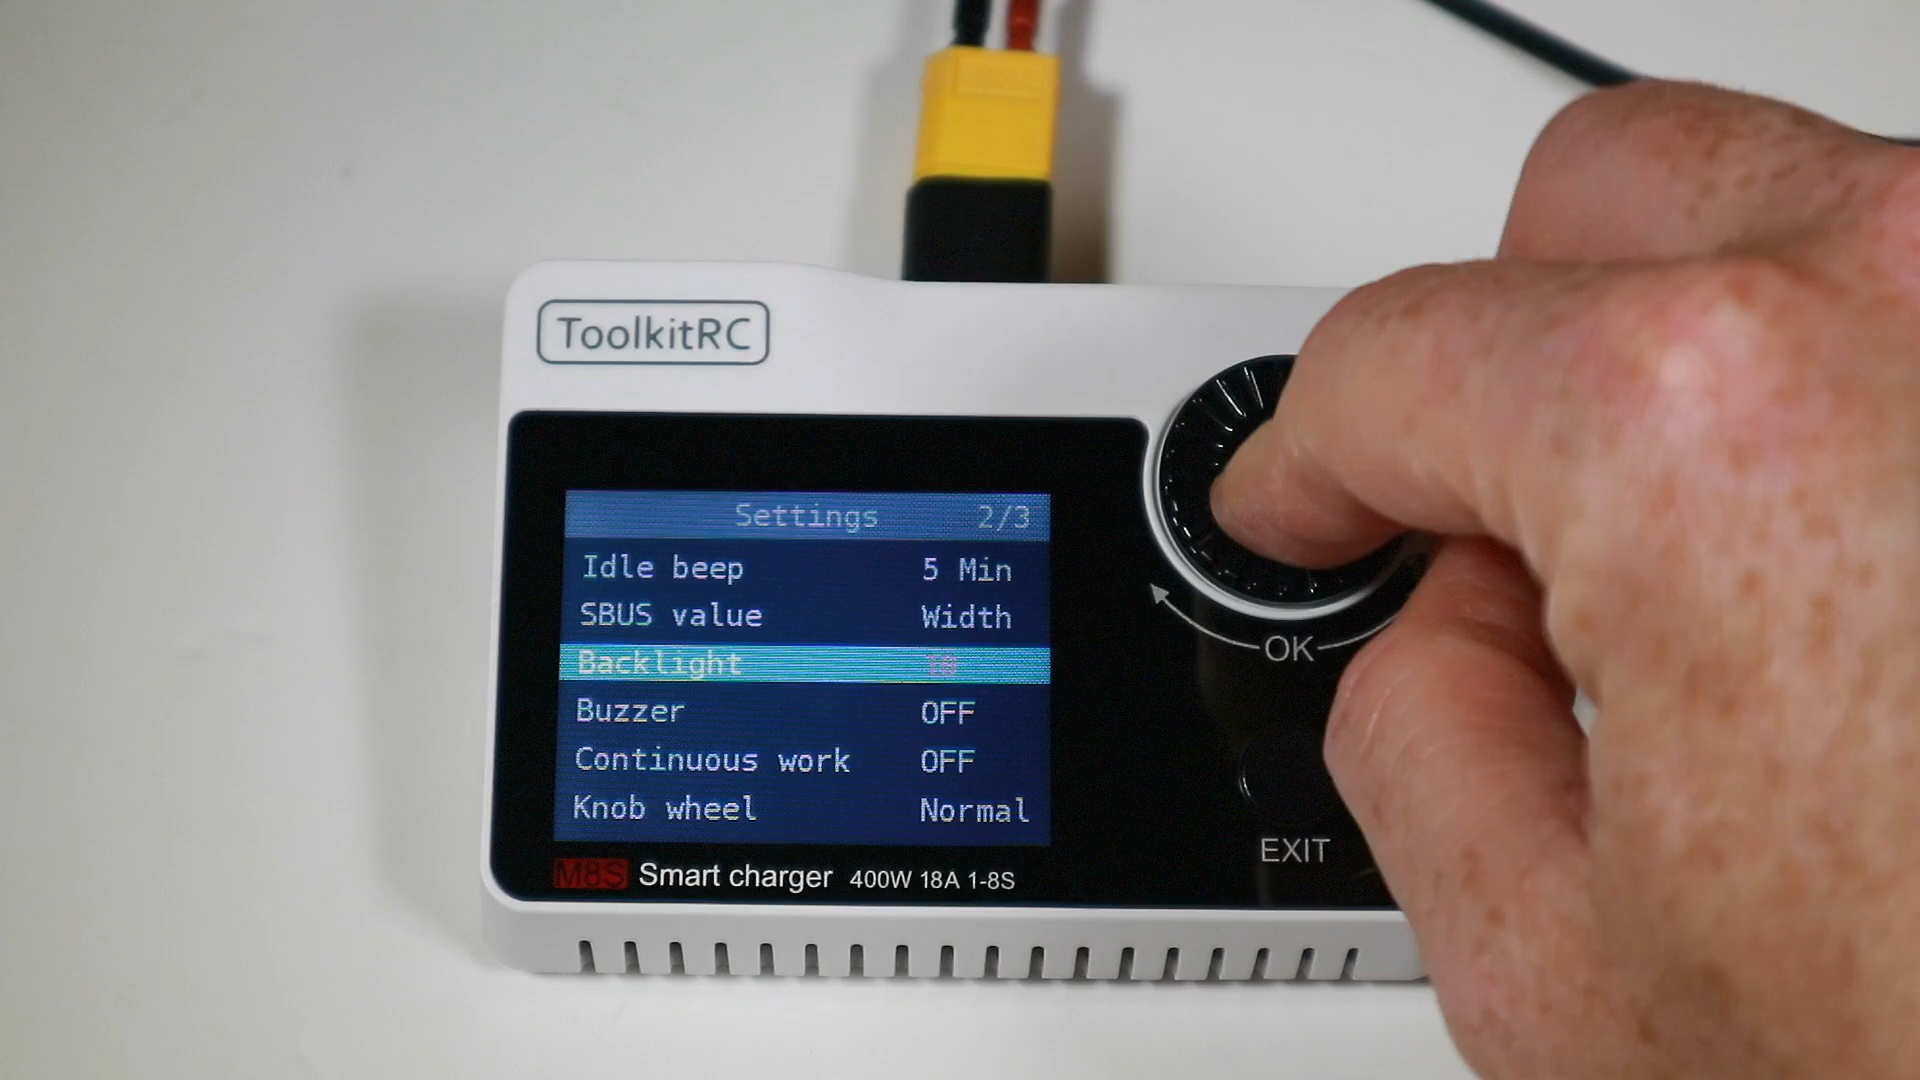 ToolkitRC
Settings 2/3
Idle beep 5 Min
SBUS value Width
Backlight
Buzzer OFF
Continuous work OFF
Knob wheel Normal
M8S Smart charger 400W 18A 1-8S
OK
EXIT